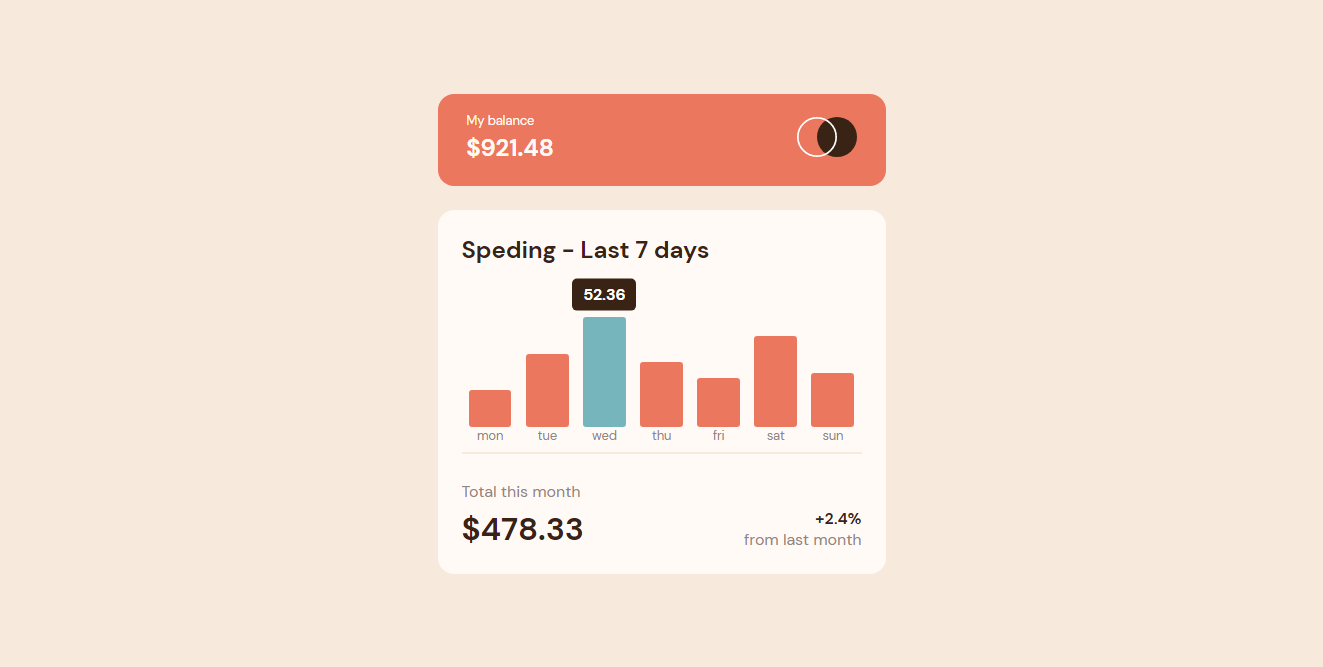 My balance
$921.48
Speding - Last 7 days
52.36
mon tue wed thu fri sat sun
Total this month
$478.33
+2.4%
from last month